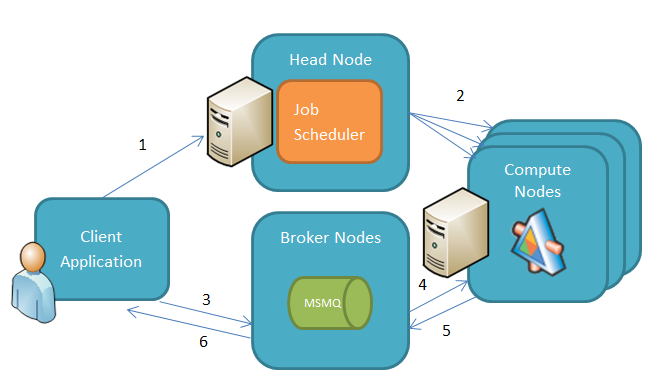 Head Node
Job
Scheduler
1
2
Compute
Nodes
Client
Application
Broker Nodes
MSMQ
3
4
5
6